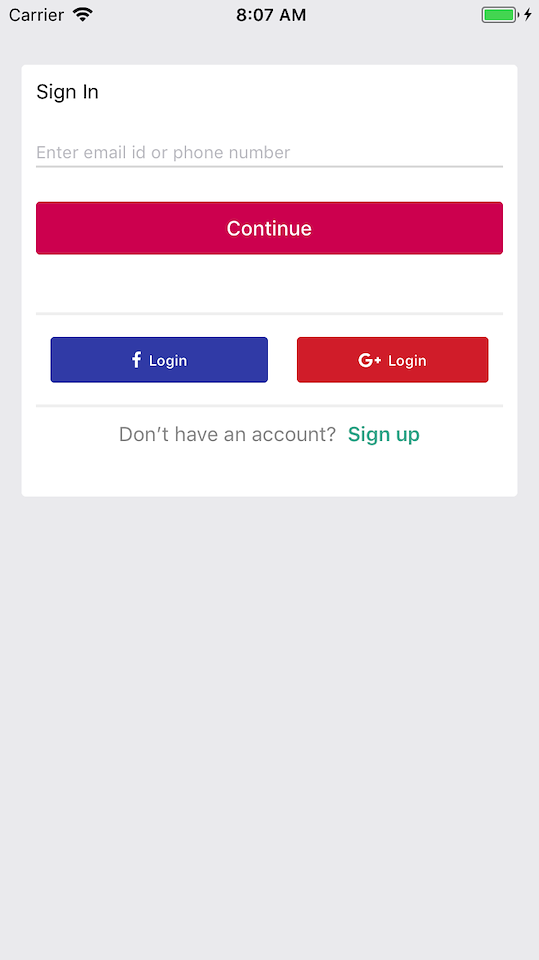 Carrier 8:07 AM
Sign In
Enter email id or phone number
Continue
f Login G+ Login
Don’t have an account? Sign up